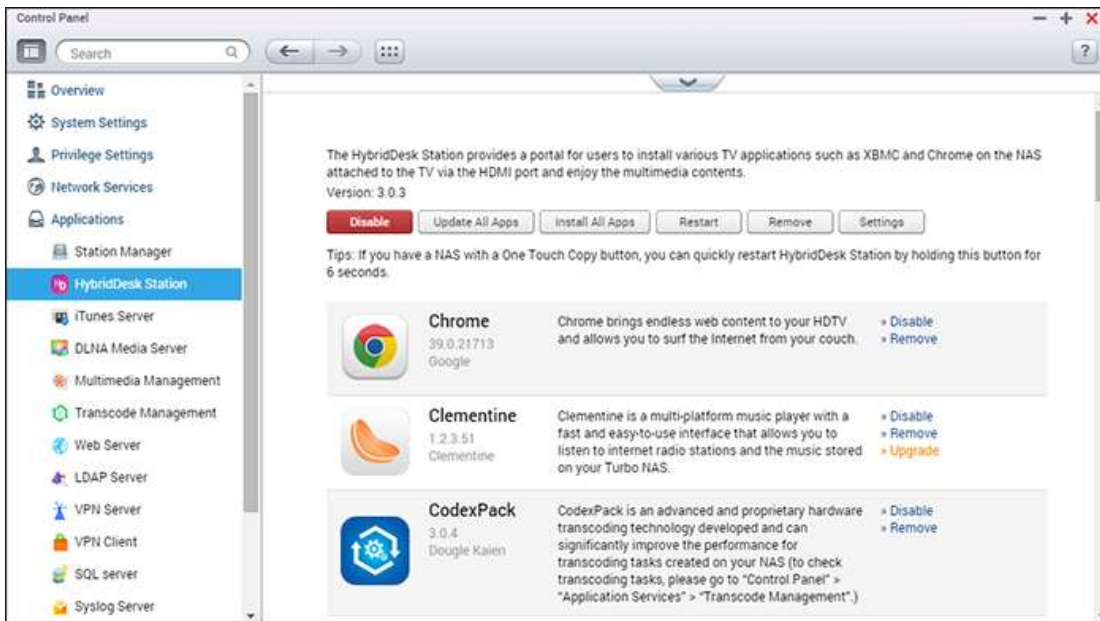 Control Panel
Search
?
Overview
System Settings
Privilege Settings
Network Services
Applications
Station Manager
HybridDesk Station
iTunes Server
DLNA Media Server
Multimedia Management
Transcode Management
Web Server
LDAP Server
VPN Server
VPN Client
SQL server
Syslog Server
The HybridDesk Station provides a portal for users to install various TV applications such as XBMC and Chrome on the NAS
attached to the TV via the HDMI port and enjoy the multimedia contents.
Version: 3.0.3
Disable Update All Apps Install All Apps Restart Remove Settings
Tips: If you have a NAS with a One Touch Copy button, you can quickly restart HybridDesk Station by holding this button for
6 seconds.
Chrome
39.0.21713
Google
Chrome brings endless web content to your HDTV
and allows you to surf the Internet from your couch.
» Disable
» Remove
Clementine
1.2.3.51
Clementine
Clementine is a multi-platform music player with a
fast and easy-to-use interface that allows you to
listen to internet radio stations and the music stored
on your Turbo NAS.
» Disable
» Remove
» Upgrade
CodexPack
3.0.4
Dougle Kaien
CodexPack is an advanced and proprietary hardware
transcoding technology developed and can
significantly improve the performance for
transcoding tasks created on your NAS (to check
transcoding tasks, please go to "Control Panel" >
"Application Services" > "Transcode Management".)
» Disable
» Remove